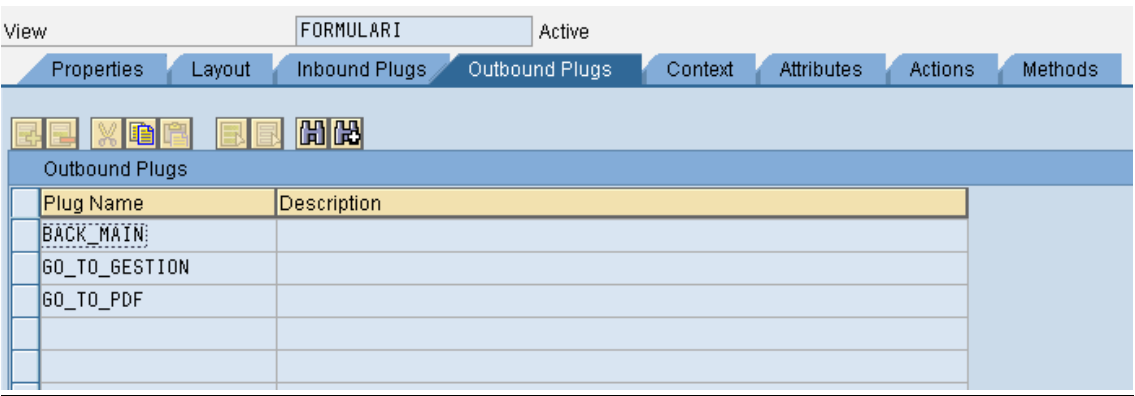 View FORMULARI Active
Properties Layout Inbound Plugs Outbound Plugs Context Attributes Actions Methods
Outbound Plugs
Plug Name Description
BACK_MAIN
GO_TO_GESTION
GO_TO_PDF